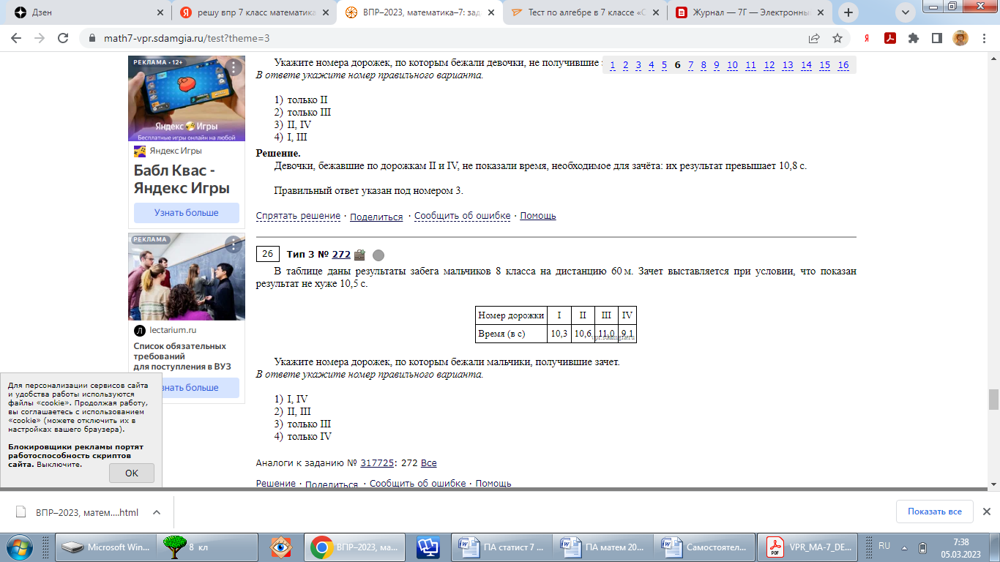 Дзен
решу впр 7 класс математика
ВПР–2023, математика–7: зад
Тест по алгебре в 7 классе «С
Журнал — 7Г — Электронны
math7-vpr.sdamgia.ru/test?theme=3
Укажите номера дорожек, по которым бежали девочки, не получившие
1 2 3 4 5 6 7 8 9 10 11 12 13 14 15 16
В ответе укажите номер правильного варианта.
1) только II
2) только III
3) II, IV
4) I, III
Решение.
Девочки, бежавшие по дорожкам II и IV, не показали время, необходимое для зачёта: их результат превышает 10,8 с.
Правильный ответ указан под номером 3.
Спрятать решение · Поделиться · Сообщить об ошибке · Помощь
РЕКЛАМА • 12+
Яндекс Игры
Бесплатные игры онлайн на любой
Яндекс Игры
Бабл Квас -
Яндекс Игры
Узнать больше
РЕКЛАМА
lectarium.ru
Список обязательных
требований
для поступления в ВУЗ
знать больше
26 Тип 3 № 272
В таблице даны результаты забега мальчиков 8 класса на дистанцию 60 м. Зачет выставляется при условии, что показан
результат не хуже 10,5 с.
Номер дорожки I II III IV
Время (в с) 10,3 10,6 11,0 9,1
vpr.sdamgia.ru
Укажите номера дорожек, по которым бежали мальчики, получившие зачет.
В ответе укажите номер правильного варианта.
1) I, IV
2) II, III
3) только III
4) только IV
Аналоги к заданию № 317725: 272 Все
Решение · Поделиться · Сообщить об ошибке · Помощь
Для персонализации сервисов сайта
и удобства работы используются
файлы «cookie». Продолжая работу,
вы соглашаетесь с использованием
«cookie» (можете отключить их в
настройках вашего браузера).
Блокировщики рекламы портят
работоспособность скриптов
сайта. Выключите.
OK
ВПР–2023, матем....html
Показать все
Microsoft Win...
8 кл
ВПР–2023, ма...
ПА статист 7 ...
ПА матем 20...
Самостоятел...
VPR_MA-7_DE...
RU
7:38
05.03.2023